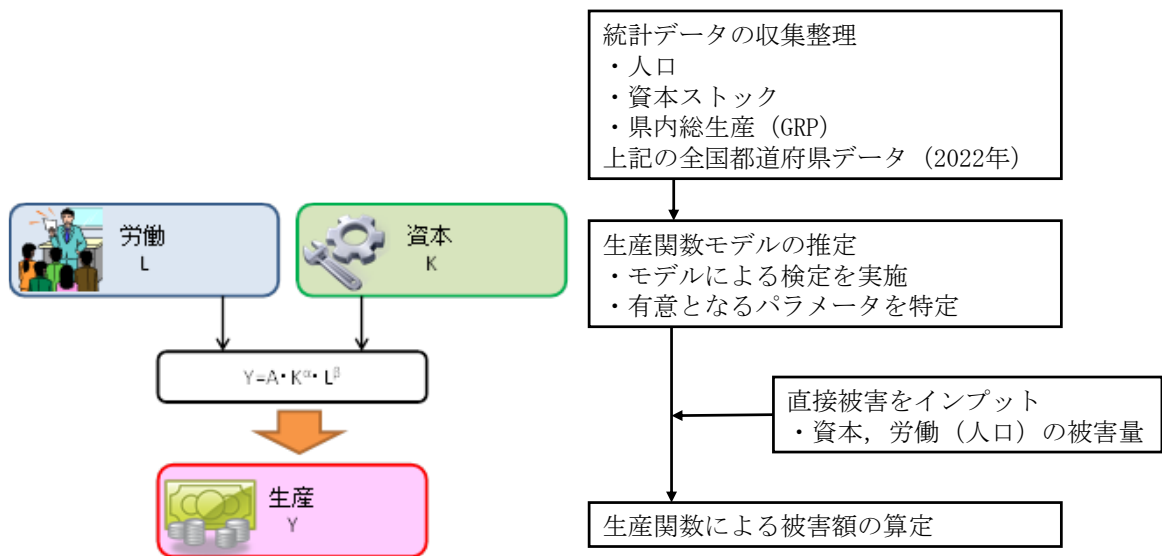 労働
L
資本
K
Y=A・K^α・L^β
生産
Y
統計データの収集整理
・人口
・資本ストック
・県内総生産（GRP）
上記の全国都道府県データ（2022年）
生産関数モデルの推定
・モデルによる検定を実施
・有意となるパラメータを特定
直接被害をインプット
・資本，労働（人口）の被害量
生産関数による被害額の算定